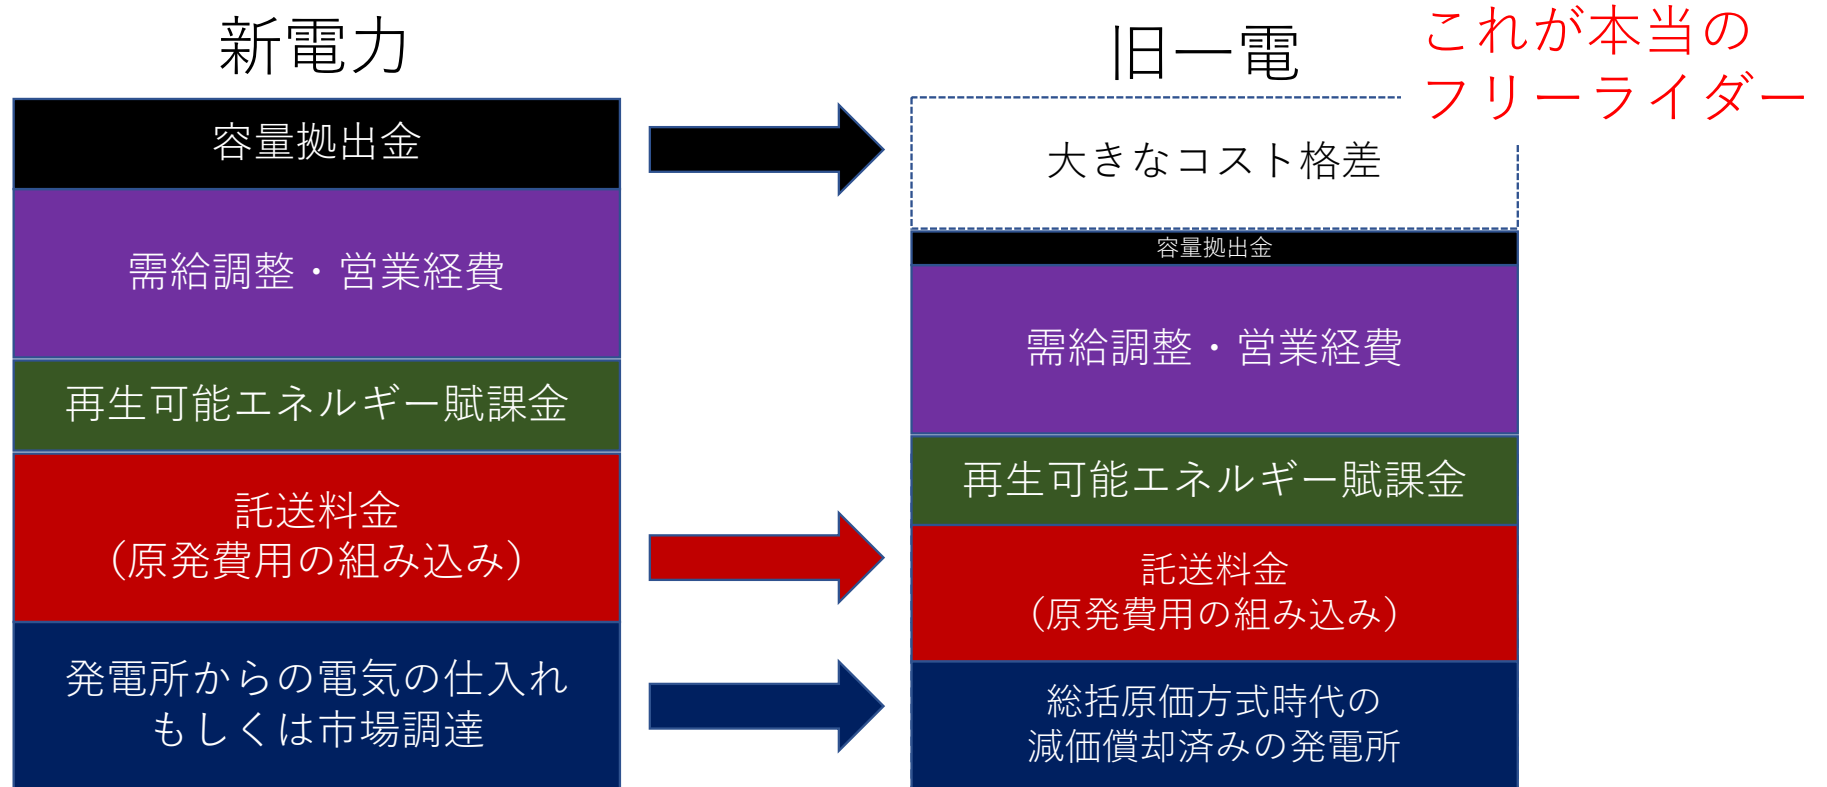 新電力
容量拠出金
需給調整・営業経費
再生可能エネルギー賦課金
託送料金
（原発費用の組み込み）
発電所からの電気の仕入れ
もしくは市場調達
旧一電
これが本当の
フリーライダー
大きなコスト格差
容量拠出金
需給調整・営業経費
再生可能エネルギー賦課金
託送料金
（原発費用の組み込み）
総括原価方式時代の
減価償却済みの発電所